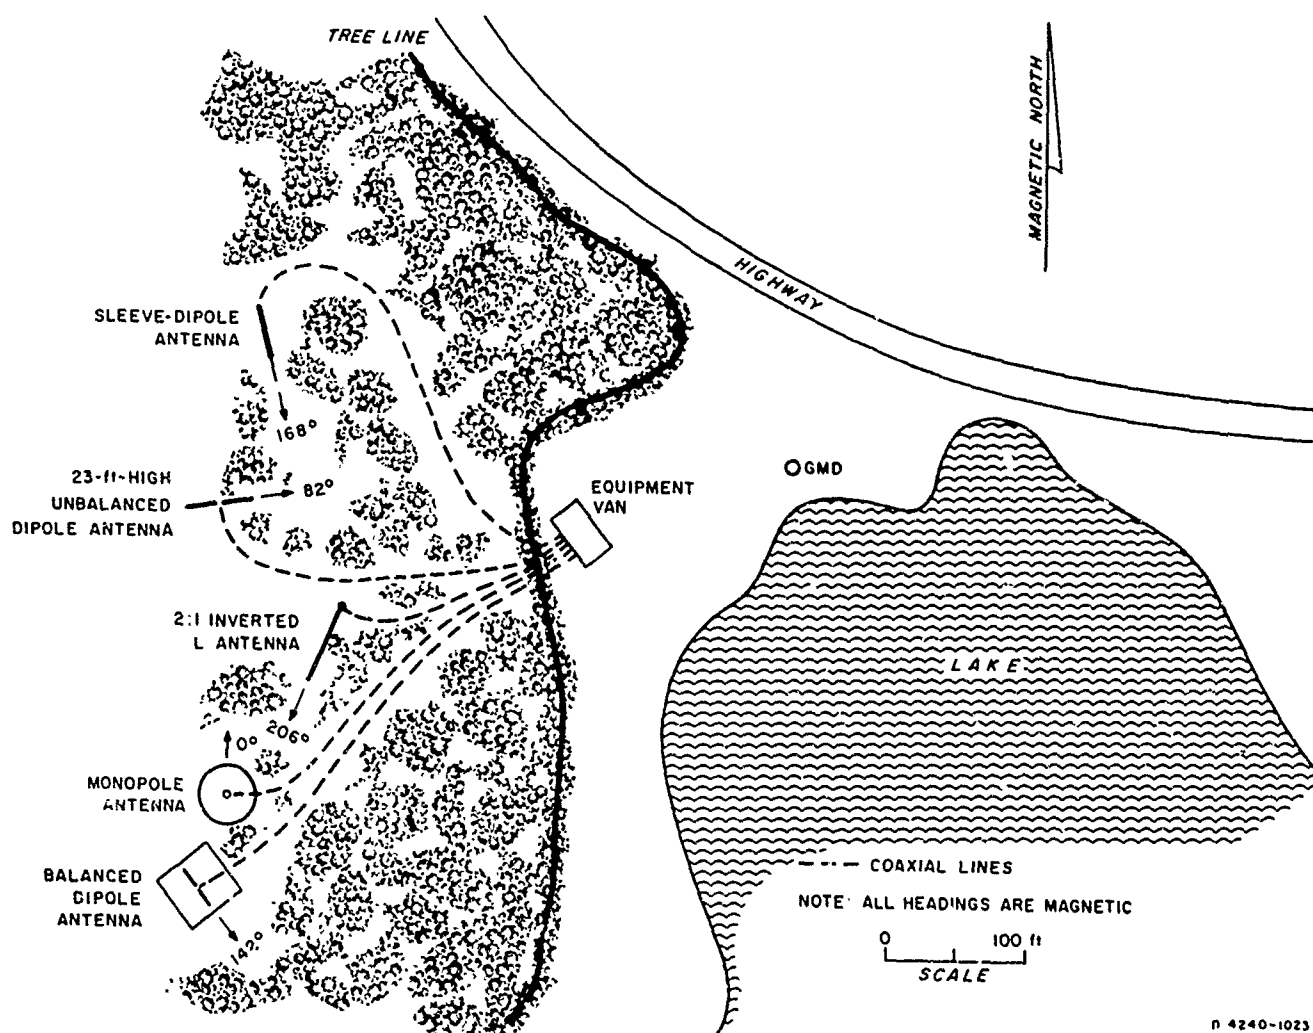 TREE LINE
MAGNETIC NORTH
HIGHWAY
SLEEVE-DIPOLE
ANTENNA
168°
23-ft-HIGH
UNBALANCED
DIPOLE ANTENNA
82°
EQUIPMENT
VAN
GMD
2:1 INVERTED
L ANTENNA
206°
LAKE
0°
MONOPOLE
ANTENNA
BALANCED
DIPOLE
ANTENNA
142°
COAXIAL LINES
NOTE: ALL HEADINGS ARE MAGNETIC
0 100 ft
SCALE
D 4240-1023